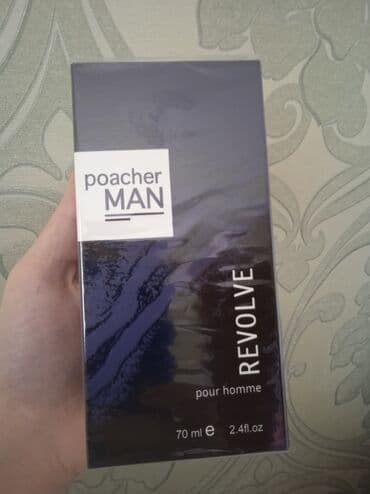 poacher
MAN
REVOLVE
pour homme
70 ml e 2.4fl.oz